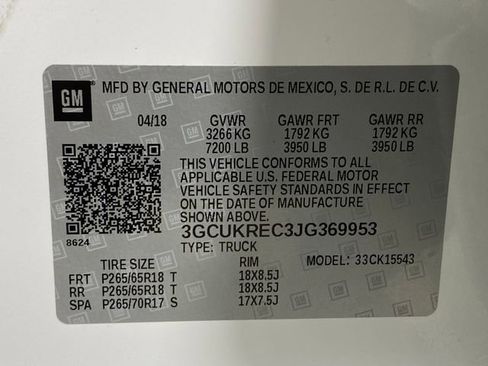 GM
MFD BY GENERAL MOTORS DE MEXICO, S. DE R.L. DE C.V.
04/18 GVWR GAWR FRT GAWR RR
3266 KG 1792 KG 1792 KG
7200 LB 3950 LB 3950 LB
THIS VEHICLE CONFORMS TO ALL
APPLICABLE U.S. FEDERAL MOTOR
VEHICLE SAFETY STANDARDS IN EFFECT
ON THE DATE OF MANUFACTURE
SHOWN ABOVE.
3GCUKREC3JG369953
8624
TYPE: TRUCK
TIRE SIZE RIM MODEL: 33CK15543
FRT P265/65R18 T 18X8.5J
RR P265/65R18 T 18X8.5J
SPA P265/70R17 S 17X7.5J